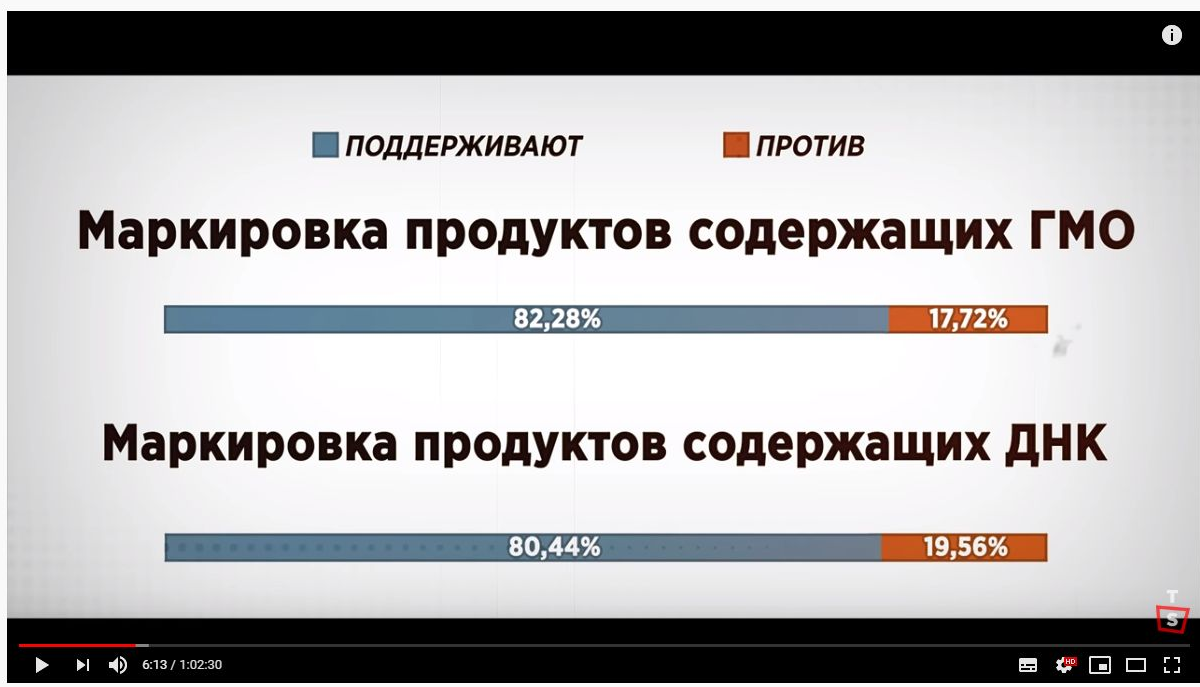 ПОДДЕРЖИВАЮТ ПРОТИВ
Маркировка продуктов содержащих ГМО
82,28% 17,72%
Маркировка продуктов содержащих ДНК
80,44% 19,56%
T
S
6:13 / 1:02:30 HD